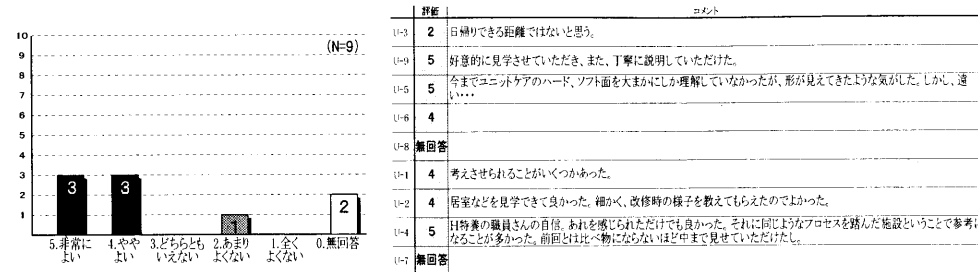 (N=9)
10
9
8
7
6
5
4
3
2
1
3
3
1
2
5.非常に
よい
4.やや
よい
3.どちらとも
いえない
2.あまり
よくない
1.全く
よくない
0.無回答
評価 コメント
U-3 2 日帰りできる距離ではないと思う。
U-9 5 好意的に見学させていただき、また、丁寧に説明していただけた。
U-5 5 今までユニットケアのハード、ソフト面を大まかにしか理解していなかったが、形が見えてきたような気がした。しかし、遠
い・・・
U-6 4
U-8 無回答
U-1 4 考えさせられることがいくつかあった。
U-2 4 居室などを見学できて良かった。細かく、改修時の様子を教えてもらえたのでよかった。
U-4 5 H特養の職員さんの自信。あれを感じられただけでも良かった。それに同じようなプロセスを踏んだ施設ということで参考に
なることが多かった。前回とは比べ物にならないほど中まで見せていただけたし。
U-7 無回答